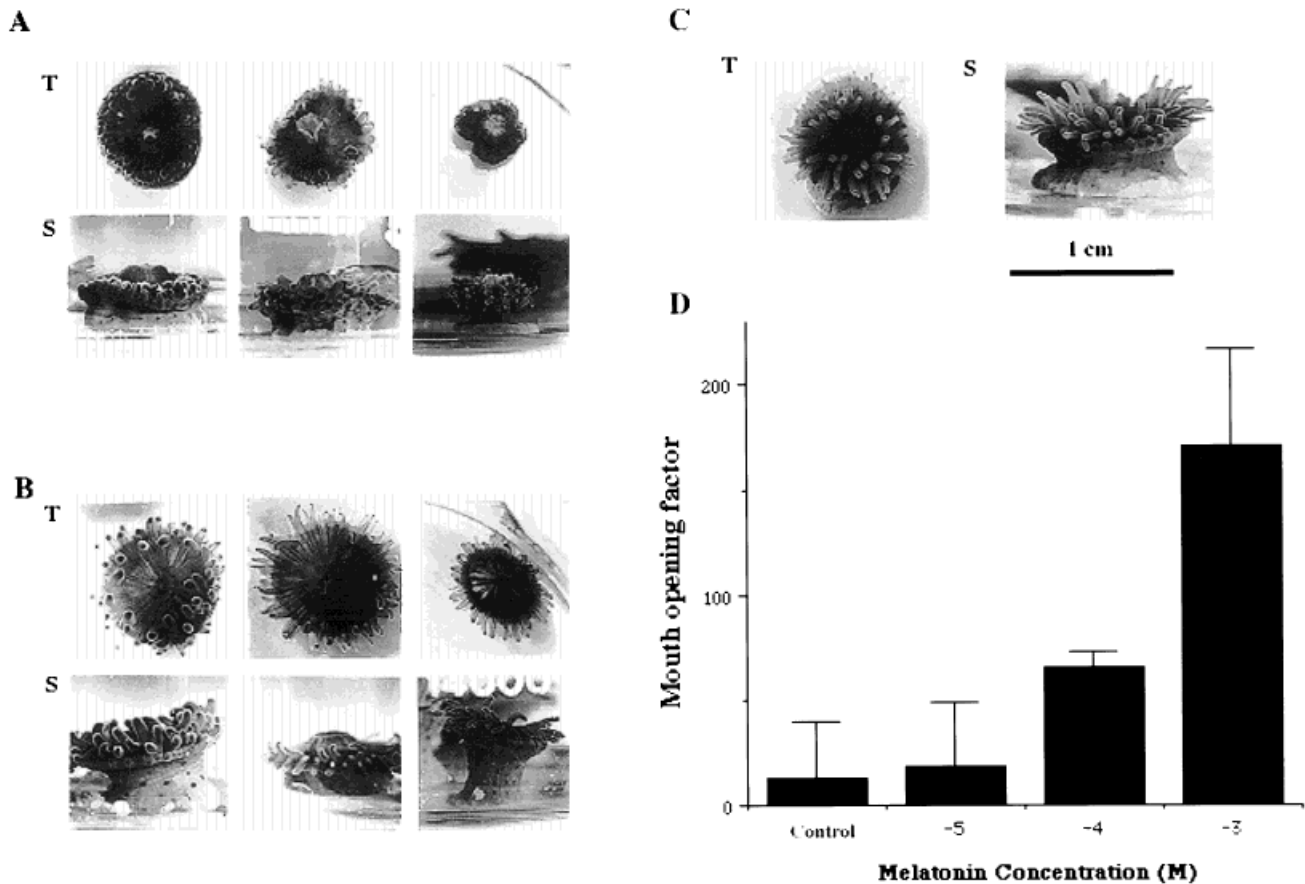 A
T
S
B
T
S
C
T
S
1 cm
D
Mouth opening factor
200
100
0
Control
-5
-4
-3
Melatonin Concentration (M)